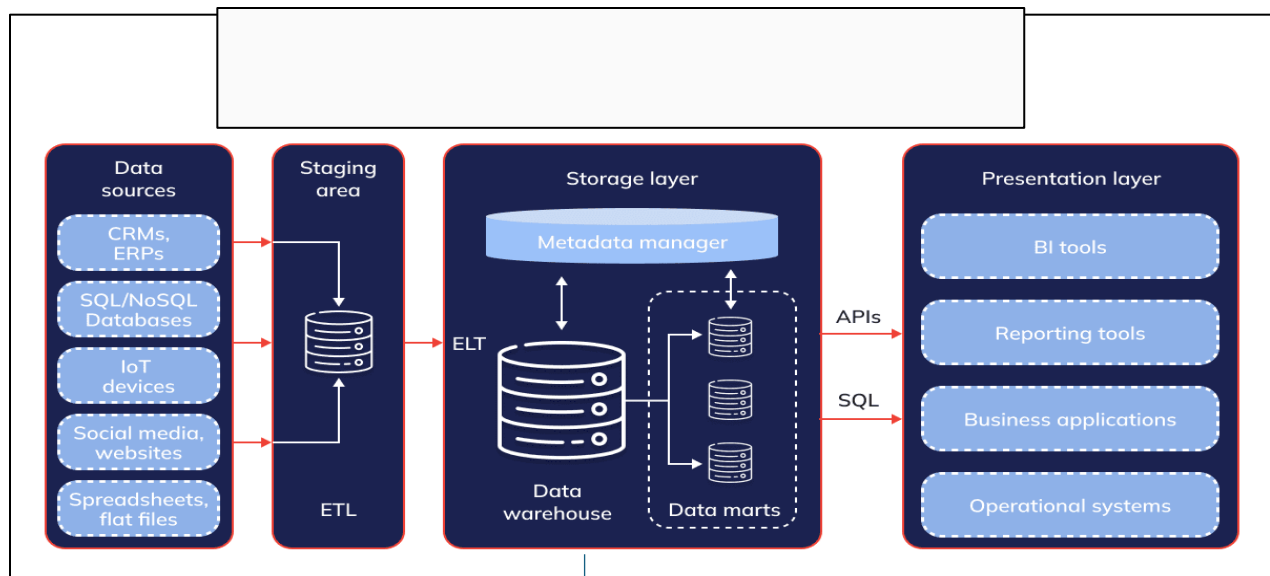 Data
sources
CRMs,
ERPs
SQL/NoSQL
Databases
IoT
devices
Social media,
websites
Spreadsheets,
flat files
Staging
area
ETL
Storage layer
Metadata manager
ELT
Data
warehouse
Data marts
APIs
SQL
Presentation layer
BI tools
Reporting tools
Business applications
Operational systems